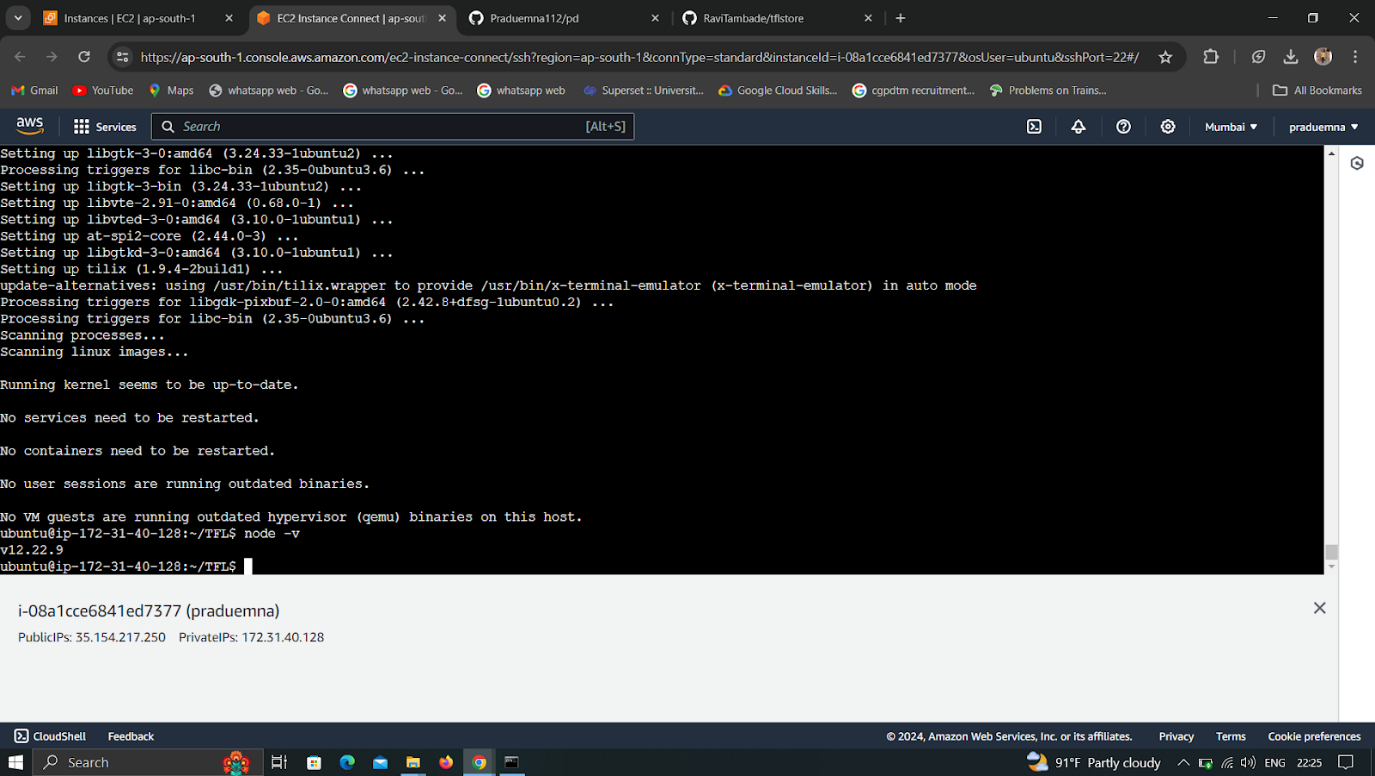 Instances | EC2 | ap-south-1
EC2 Instance Connect | ap-sout
Praduemna112/pd
RaviTambade/tflstore
https://ap-south-1.console.aws.amazon.com/ec2-instance-connect/ssh?region=ap-south-1&connType=standard&instanceId=i-08a1cce6841ed7377&osUser=ubuntu&sshPort=22#/
Gmail
YouTube
Maps
whatsapp web - Go...
whatsapp web - Go...
whatsapp web
Superset :: Universit...
Google Cloud Skills...
cgpdtm recruitment...
Problems on Trains...
All Bookmarks
aws
Services
Search
[Alt+S]
Mumbai
praduemna
Setting up libgtk-3-0:amd64 (3.24.33-1ubuntu2) ...
Processing triggers for libc-bin (2.35-0ubuntu3.6) ...
Setting up libgtk-3-bin (3.24.33-1ubuntu2) ...
Setting up libvte-2.91-0:amd64 (0.68.0-1) ...
Setting up libvted-3-0:amd64 (3.10.0-1ubuntu1) ...
Setting up at-spi2-core (2.44.0-3) ...
Setting up libgtkd-3-0:amd64 (3.10.0-1ubuntu1) ...
Setting up tilix (1.9.4-2build1) ...
update-alternatives: using /usr/bin/tilix.wrapper to provide /usr/bin/x-terminal-emulator (x-terminal-emulator) in auto mode
Processing triggers for libgdk-pixbuf-2.0-0:amd64 (2.42.8+dfsg-1ubuntu0.2) ...
Processing triggers for libc-bin (2.35-0ubuntu3.6) ...
Scanning processes...
Scanning linux images...
Running kernel seems to be up-to-date.
No services need to be restarted.
No containers need to be restarted.
No user sessions are running outdated binaries.
No VM guests are running outdated hypervisor (qemu) binaries on this host.
ubuntu@ip-172-31-40-128:~/TFL$ node -v
v12.22.9
ubuntu@ip-172-31-40-128:~/TFL$
i-08a1cce6841ed7377 (praduemna)
PublicIPs: 35.154.217.250 PrivateIPs: 172.31.40.128
CloudShell
Feedback
© 2024, Amazon Web Services, Inc. or its affiliates.
Privacy
Terms
Cookie preferences
Search
91°F Partly cloudy
ENG
22:25